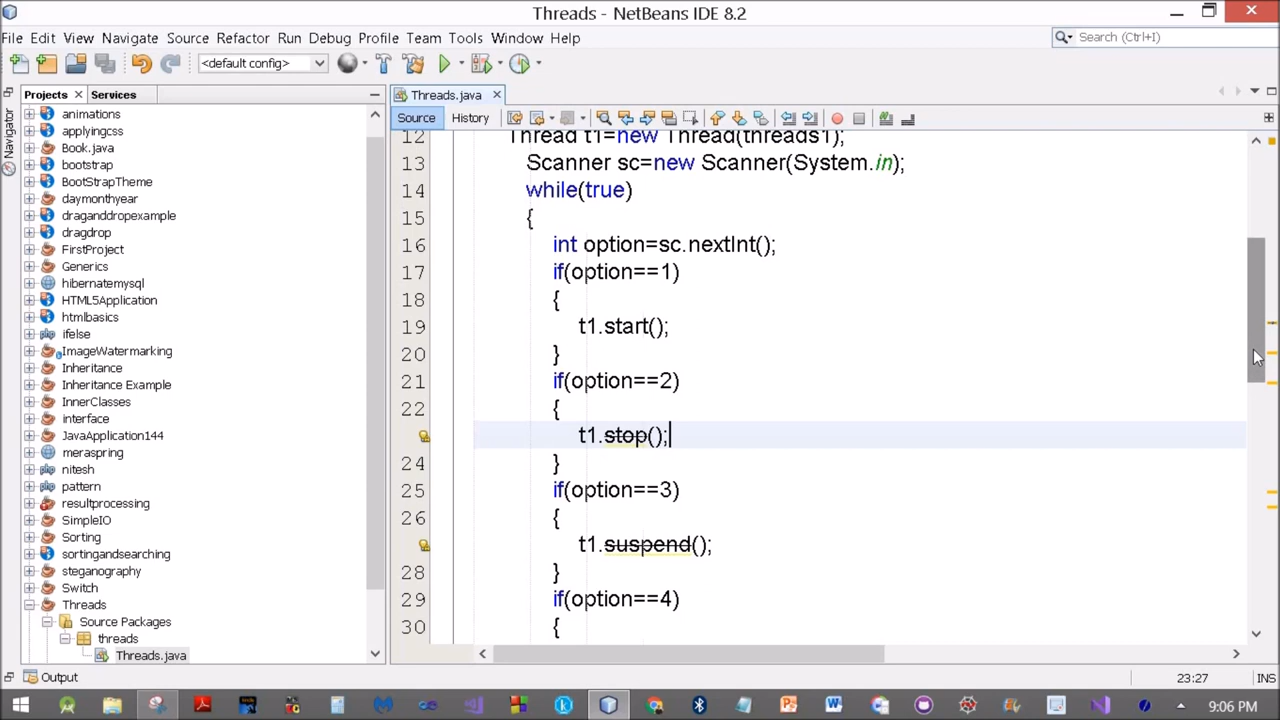 Threads - NetBeans IDE 8.2
File Edit View Navigate Source Refactor Run Debug Profile Team Tools Window Help
Search (Ctrl+I)
<default config>
Projects
Services
Navigator
animations
applyingcss
Book.java
bootstrap
BootStrapTheme
daymonthyear
draganddropexample
dragdrop
FirstProject
Generics
hibernatemysql
HTML5Application
htmlbasics
ifelse
ImageWatermarking
Inheritance
Inheritance Example
InnerClasses
interface
JavaApplication144
meraspring
nitesh
pattern
resultprocessing
SimpleIO
Sorting
sortingandsearching
steganography
Switch
Threads
Source Packages
threads
Threads.java
Threads.java
Source History
12 Thread t1=new Thread(threads1);
13 Scanner sc=new Scanner(System.in);
14 while(true)
15 {
16 int option=sc.nextInt();
17 if(option==1)
18 {
19 t1.start();
20 }
21 if(option==2)
22 {
t1.stop();
24 }
25 if(option==3)
26 {
t1.suspend();
28 }
29 if(option==4)
30 {
Output
23:27
INS
9:06 PM